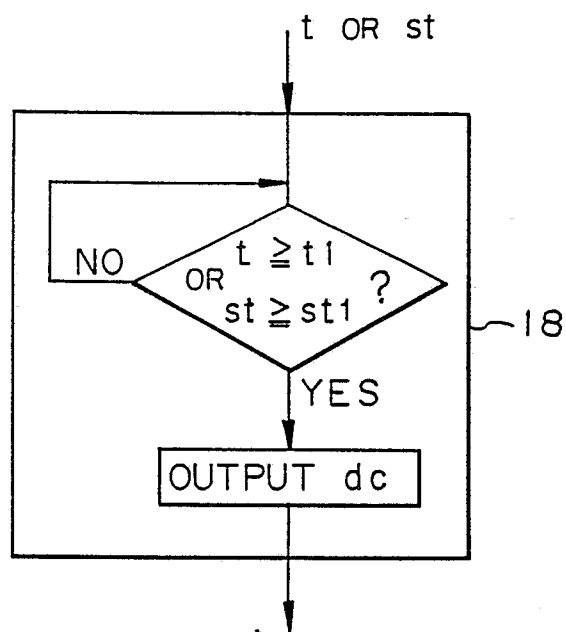 t OR st
t ≧ t1
NO
OR
?
st ≧ st1
18
YES
OUTPUT dc